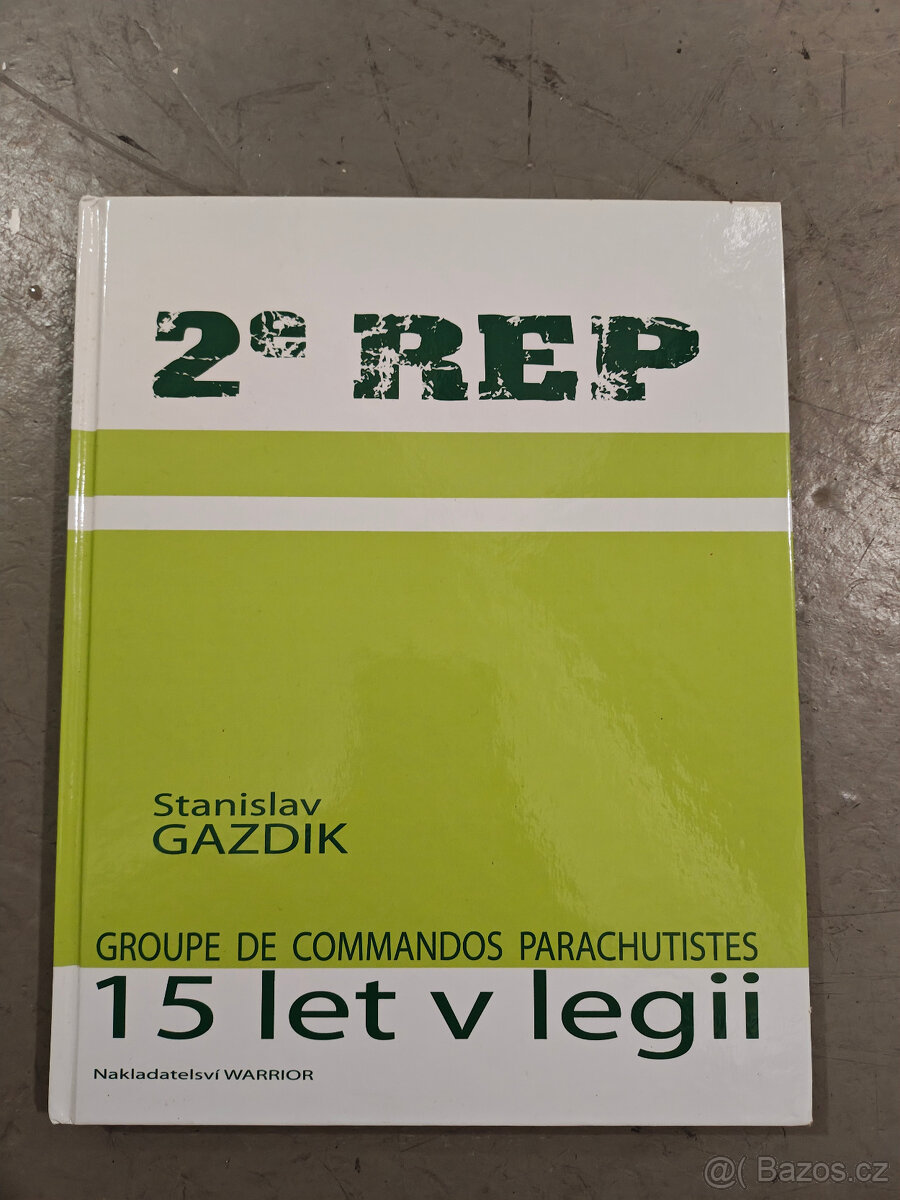 2e REP
Stanislav
GAZDIK
GROUPE DE COMMANDOS PARACHUTISTES
15 let v legii
Nakladatelsví WARRIOR
@( Bazos.cz